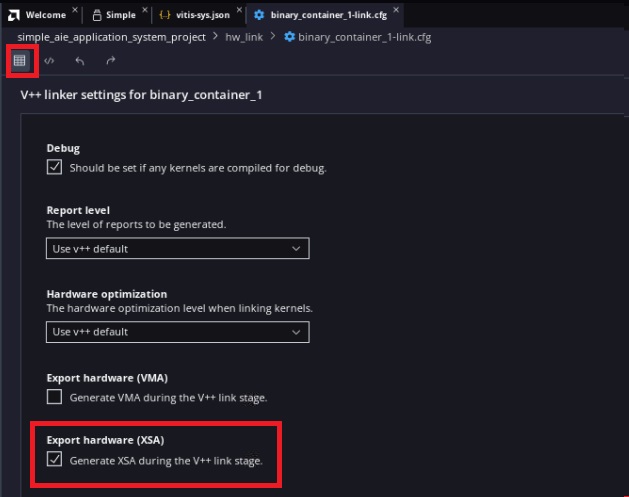 Welcome × Simple × {..} vitis-sys.json × binary_container_1-link.cfg ×
simple_aie_application_system_project > hw_link > binary_container_1-link.cfg
</>
V++ linker settings for binary_container_1
Debug
Should be set if any kernels are compiled for debug.
Report level
The level of reports to be generated.
Use v++ default
Hardware optimization
The hardware optimization level when linking kernels.
Use v++ default
Export hardware (VMA)
Generate VMA during the V++ link stage.
Export hardware (XSA)
Generate XSA during the V++ link stage.